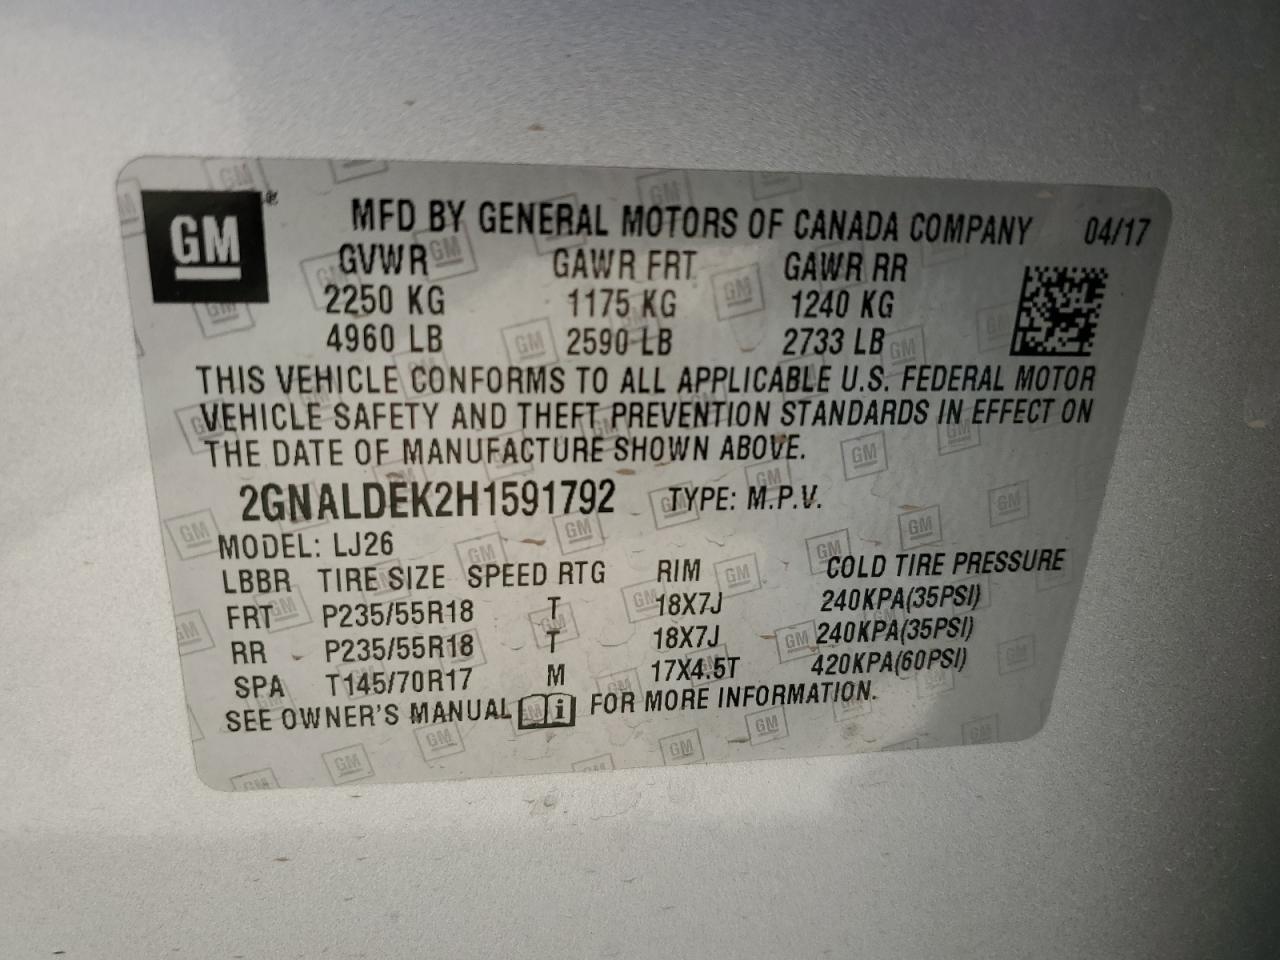 GM ®
MFD BY GENERAL MOTORS OF CANADA COMPANY 04/17
GVWR GAWR FRT GAWR RR
2250 KG 1175 KG 1240 KG
4960 LB 2590 LB 2733 LB
THIS VEHICLE CONFORMS TO ALL APPLICABLE U.S. FEDERAL MOTOR
VEHICLE SAFETY AND THEFT PREVENTION STANDARDS IN EFFECT ON
THE DATE OF MANUFACTURE SHOWN ABOVE.
2GNALDEK2H1591792 TYPE: M.P.V.
MODEL: LJ26
LBBR TIRE SIZE SPEED RTG RIM COLD TIRE PRESSURE
FRT P235/55R18 T 18X7J 240KPA(35PSI)
RR P235/55R18 T 18X7J 240KPA(35PSI)
SPA T145/70R17 M 17X4.5T 420KPA(60PSI)
SEE OWNER'S MANUAL i FOR MORE INFORMATION.